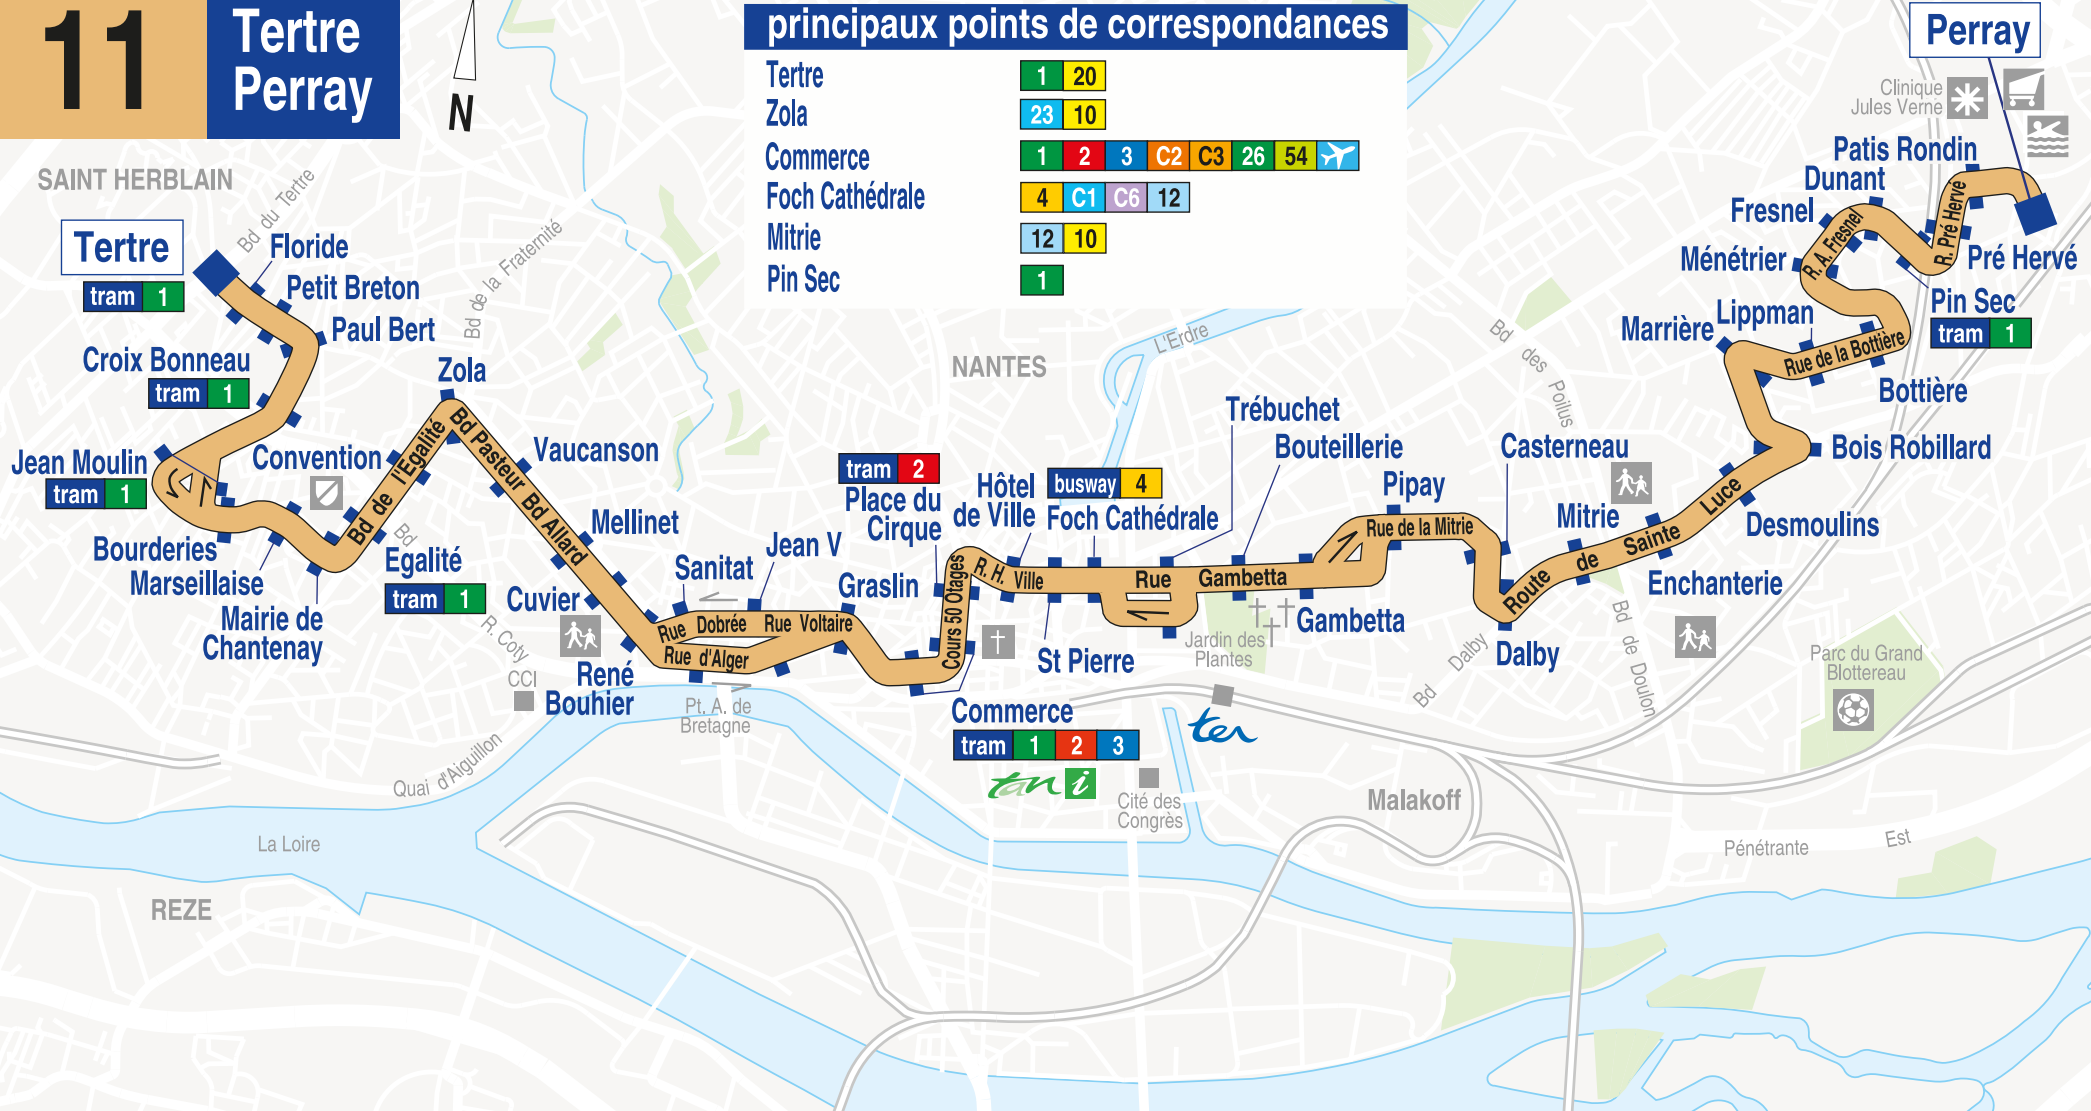 11
Tertre
Perray
N
principaux points de correspondances
Tertre 1 20
Zola 23 10
Commerce 1 2 3 C2 C3 26 54
Foch Cathédrale 4 C1 C6 12
Mitrie 12 10
Pin Sec 1
Perray
Clinique
Jules Verne
Patis Rondin
Dunant
Fresnel
Ménétrier
R. A. Fresnel
R. Pré Hervé
Pré Hervé
Pin Sec
tram 1
Lippman
Marrière
Rue de la Bottière
Bottière
Bois Robillard
SAINT HERBLAIN
Bd du Tertre
Tertre
tram 1
Floride
Petit Breton
Paul Bert
Bd de la Fraternité
Croix Bonneau
tram 1
Zola
Jean Moulin
tram 1
Convention
Bd de l'Egalité
Bd Pasteur
Bd Allard
Vaucanson
Mellinet
Bourderies
Marseillaise
Mairie de
Chantenay
Egalité
tram 1
Bd
R. Coty
CCI
Cuvier
René
Bouhier
Sanitat
Jean V
Rue Dobrée
Rue Voltaire
Rue d'Alger
Pt. A. de
Bretagne
Graslin
NANTES
L'Erdre
tram 2
Place du
Cirque
Hôtel
de Ville
busway 4
Foch Cathédrale
Cours 50 Otages
R. H. Ville
St Pierre
Commerce
tram 1 2 3
tan i
Trébuchet
Bouteillerie
Rue Gambetta
Gambetta
Jardin des
Plantes
ter
Cité des
Congrès
Pipay
Rue de la Mitrie
Casterneau
Bd des Poilus
Mitrie
Route de Sainte Luce
Desmoulins
Enchanterie
Dalby
Bd Dalby
Bd de Doulon
Parc du Grand
Blottereau
Malakoff
Pénétrante Est
Quai d'Aiguillon
La Loire
REZE